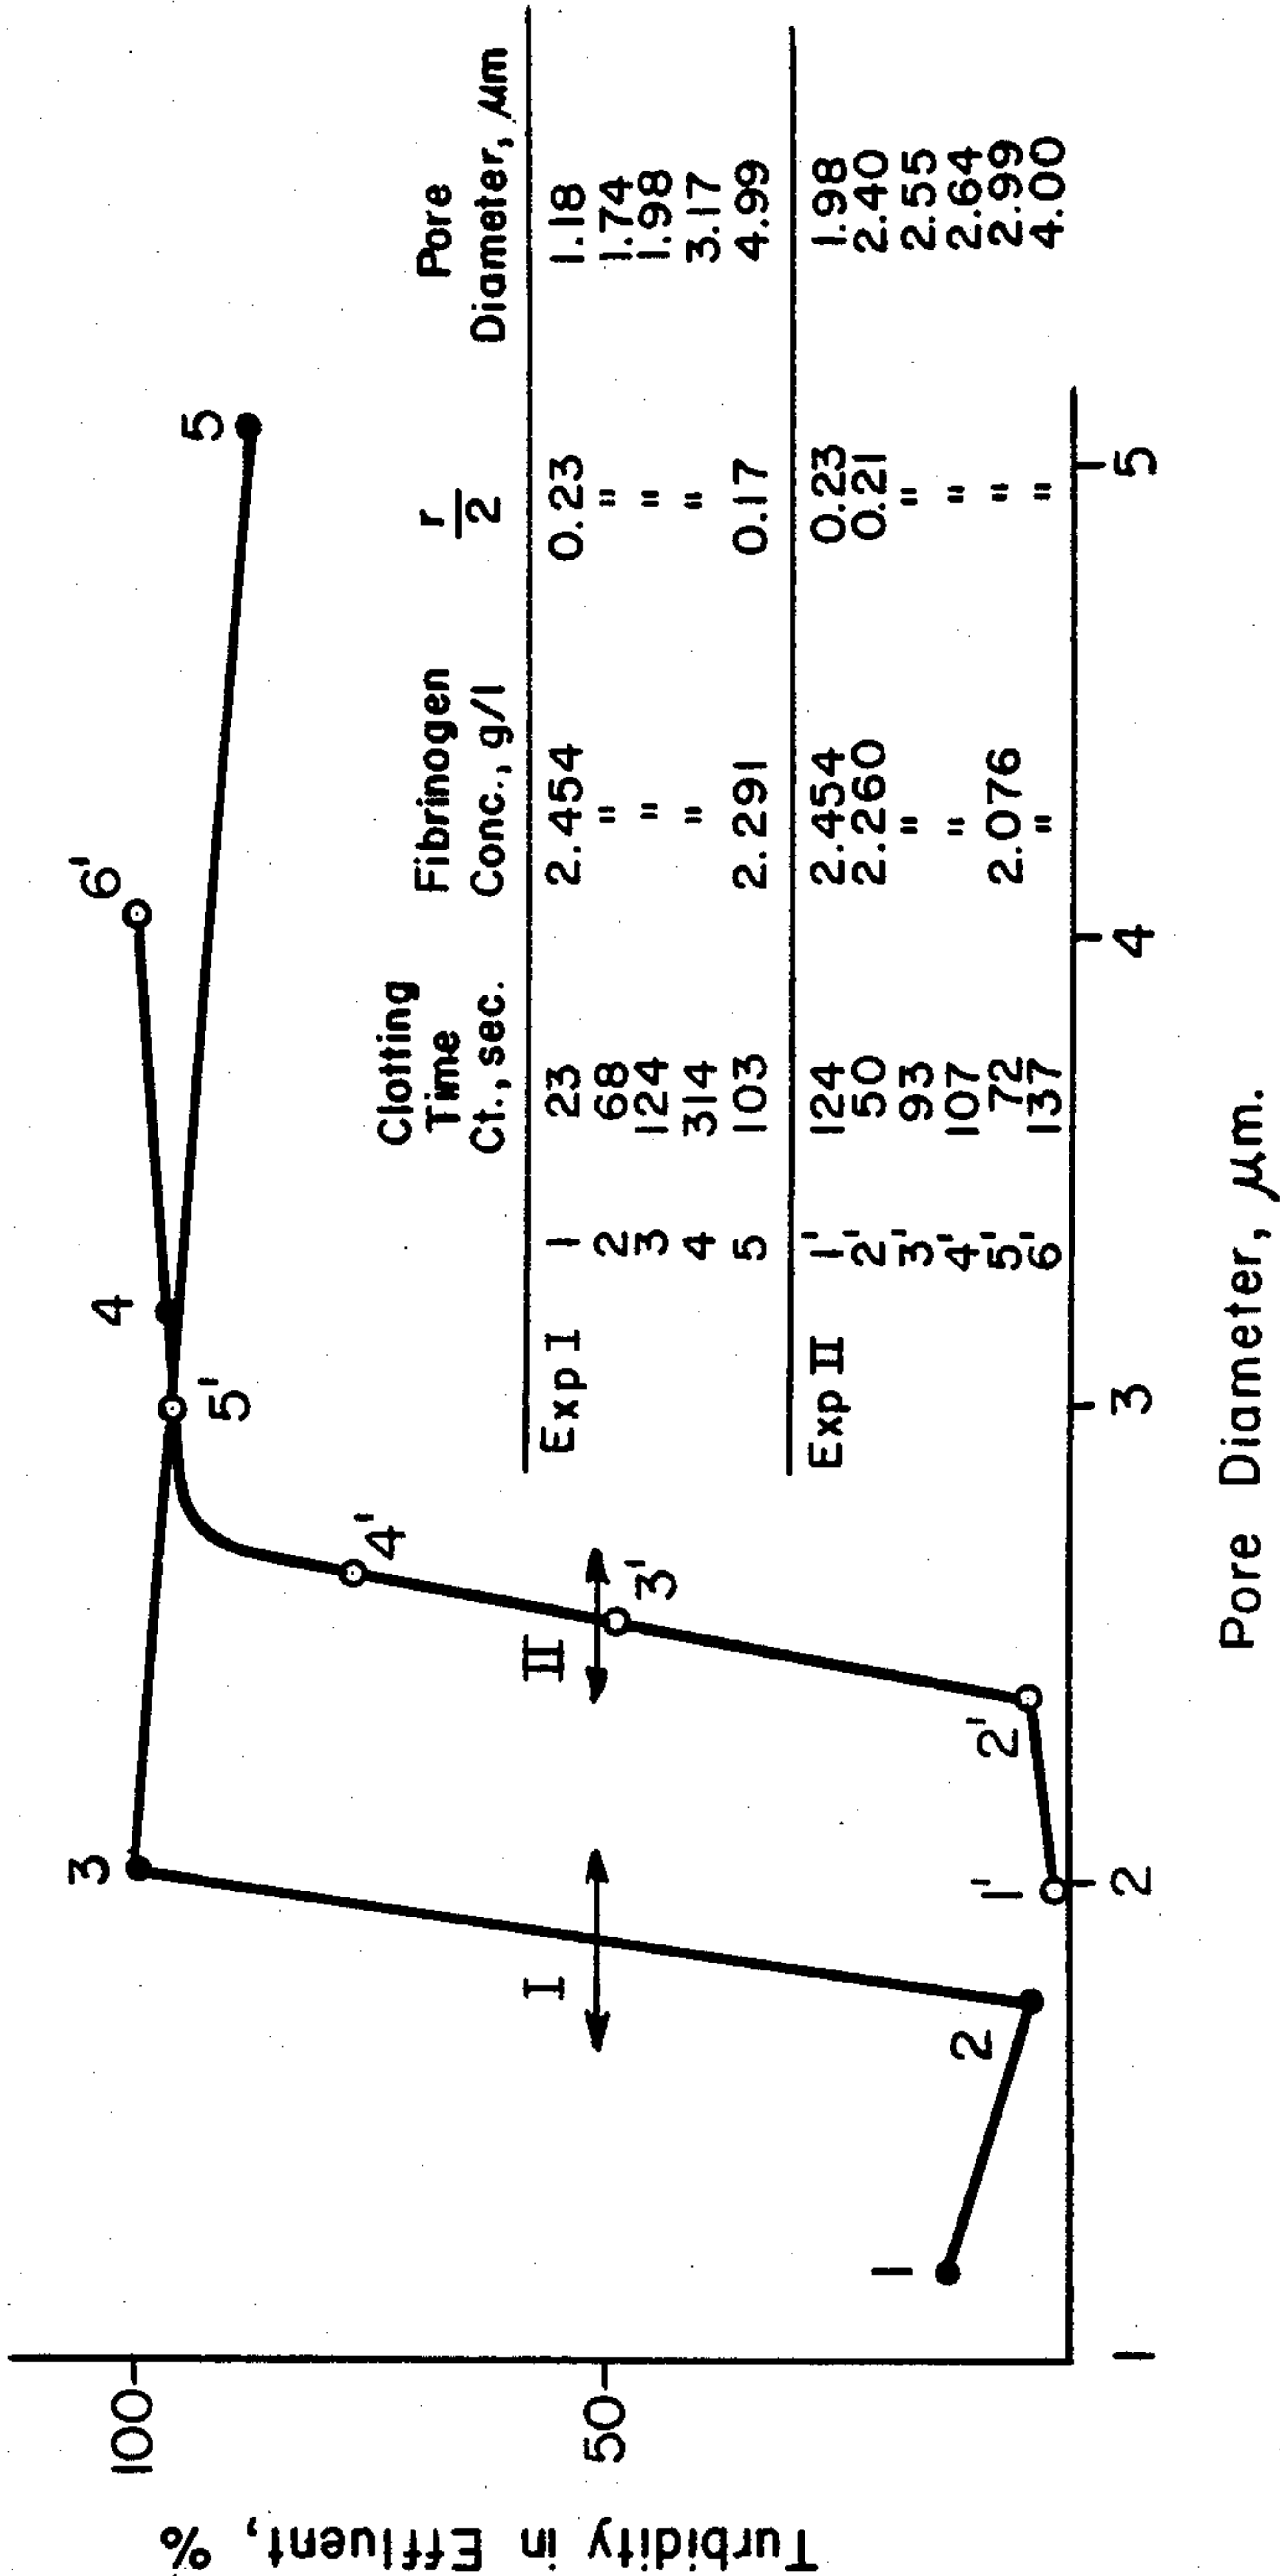 Turbidity in Effluent, %
100
50
1
2
3
4
5
Pore Diameter, μm.
1
2
3
4
5
1'
2'
3'
4'
5'
6'
I
II
Clotting Time Ct., sec. Fibrinogen Conc., g/l r/2 Pore Diameter, μm
Exp I 1 23 2.454 0.23 1.18
2 68 " " 1.74
3 124 " " 1.98
4 314 " " 3.17
5 103 2.291 0.17 4.99
Exp II 1' 124 2.454 0.23 1.98
2' 50 2.260 0.21 2.40
3' 93 " " 2.55
4' 107 " " 2.64
5' 72 2.076 " 2.99
6' 137 " " 4.00